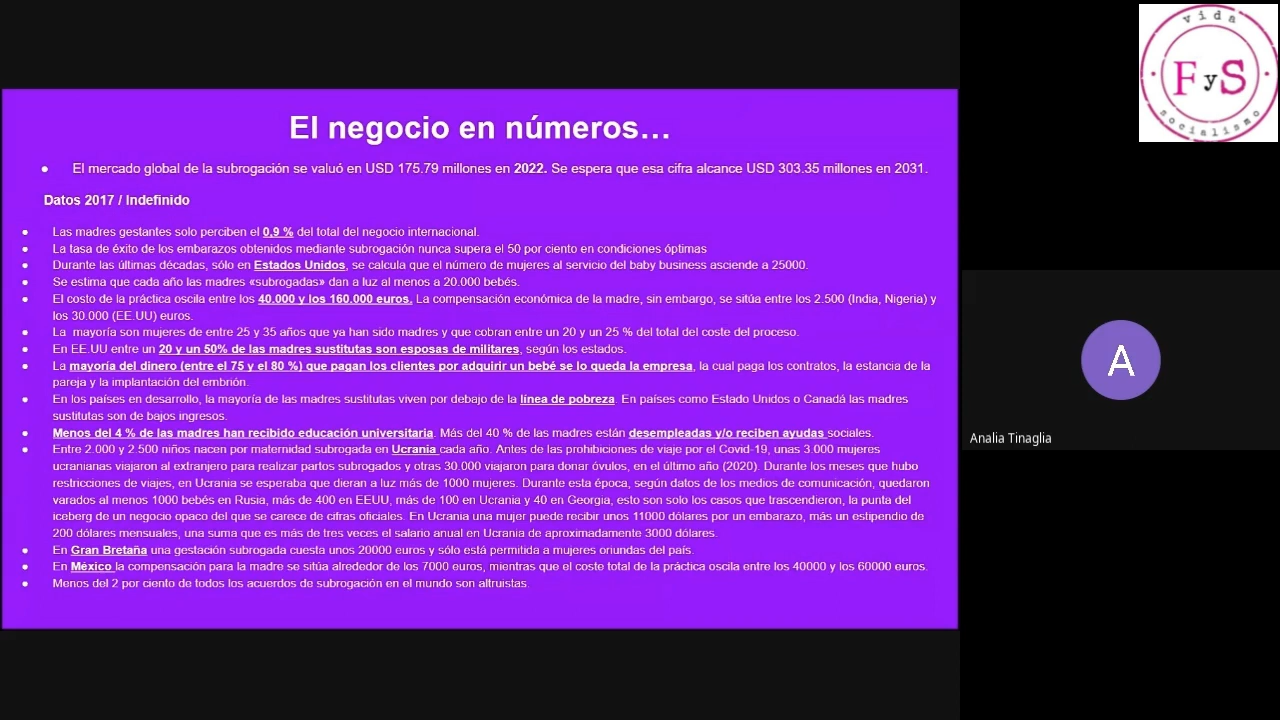 El negocio en números...
• El mercado global de la subrogación se valuó en USD 175.79 millones en 2022. Se espera que esa cifra alcance USD 303.35 millones en 2031.
Datos 2017 / Indefinido
• Las madres gestantes solo perciben el 0,9 % del total del negocio internacional.
• La tasa de éxito de los embarazos obtenidos mediante subrogación nunca supera el 50 por ciento en condiciones óptimas
• Durante las últimas décadas, sólo en Estados Unidos, se calcula que el número de mujeres al servicio del baby business asciende a 25000.
• Se estima que cada año las madres «subrogadas» dan a luz al menos a 20.000 bebés.
• El costo de la práctica oscila entre los 40.000 y los 160.000 euros. La compensación económica de la madre, sin embargo, se sitúa entre los 2.500 (India, Nigeria) y
los 30.000 (EE.UU) euros.
• La mayoría son mujeres de entre 25 y 35 años que ya han sido madres y que cobran entre un 20 y un 25 % del total del coste del proceso.
• En EE.UU entre un 20 y un 50% de las madres sustitutas son esposas de militares, según los estados.
• La mayoría del dinero (entre el 75 y el 80 %) que pagan los clientes por adquirir un bebé se lo queda la empresa, la cual paga los contratos, la estancia de la
pareja y la implantación del embrión.
• En los países en desarrollo, la mayoría de las madres sustitutas viven por debajo de la línea de pobreza. En países como Estado Unidos o Canadá las madres
sustitutas son de bajos ingresos.
• Menos del 4 % de las madres han recibido educación universitaria. Más del 40 % de las madres están desempleadas y/o reciben ayudas sociales.
• Entre 2.000 y 2.500 niños nacen por maternidad subrogada en Ucrania cada año. Antes de las prohibiciones de viaje por el Covid-19, unas 3.000 mujeres
ucranianas viajaron al extranjero para realizar partos subrogados y otras 30.000 viajaron para donar óvulos, en el último año (2020). Durante los meses que hubo
restricciones de viajes, en Ucrania se esperaba que dieran a luz más de 1000 mujeres. Durante esta época, según datos de los medios de comunicación, quedaron
varados al menos 1000 bebés en Rusia, más de 400 en EEUU, más de 100 en Ucrania y 40 en Georgia, esto son solo los casos que trascendieron, la punta del
iceberg de un negocio opaco del que se carece de cifras oficiales. En Ucrania una mujer puede recibir unos 11000 dólares por un embarazo, más un estipendio de
200 dólares mensuales, una suma que es más de tres veces el salario anual en Ucrania de aproximadamente 3000 dólares.
• En Gran Bretaña una gestación subrogada cuesta unos 20000 euros y sólo está permitida a mujeres oriundas del país.
• En México la compensación para la madre se sitúa alrededor de los 7000 euros, mientras que el coste total de la práctica oscila entre los 40000 y los 60000 euros.
• Menos del 2 por ciento de todos los acuerdos de subrogación en el mundo son altruistas.
vida
F y S
socialismo
A
Analia Tinaglia